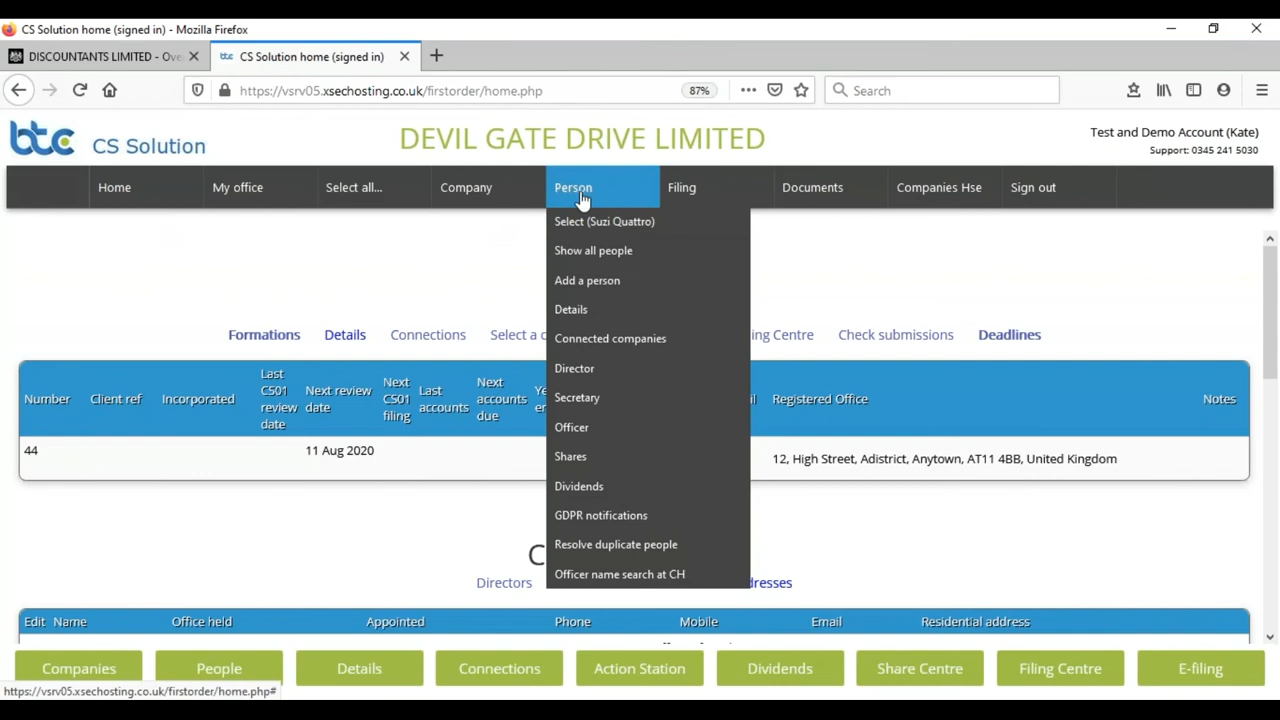 CS Solution home (signed in) - Mozilla Firefox
DISCOUNTANTS LIMITED - Ove
btc CS Solution home (signed in)
https://vsrv05.xsechosting.co.uk/firstorder/home.php
87%
Search
btc CS Solution
DEVIL GATE DRIVE LIMITED
Test and Demo Account (Kate)
Support: 0345 241 5030
Home My office Select all... Company Person Filing Documents Companies Hse Sign out
Select (Suzi Quattro)
Show all people
Add a person
Details
Connected companies
Director
Secretary
Officer
Shares
Dividends
GDPR notifications
Resolve duplicate people
Officer name search at CH
Formations Details Connections Select a c ing Centre Check submissions Deadlines
Number Client ref Incorporated
Last
CS01
review
date
Next review
date
Next
CS01
filing
Last
accounts
Next
accounts
due
Ye
en
il Registered Office Notes
44 11 Aug 2020 12, High Street, Adistrict, Anytown, AT11 4BB, United Kingdom
C
Directors dresses
Edit Name Office held Appointed Phone Mobile Email Residential address
Companies People Details Connections Action Station Dividends Share Centre Filing Centre E-filing
https://vsrv05.xsechosting.co.uk/firstorder/home.php#